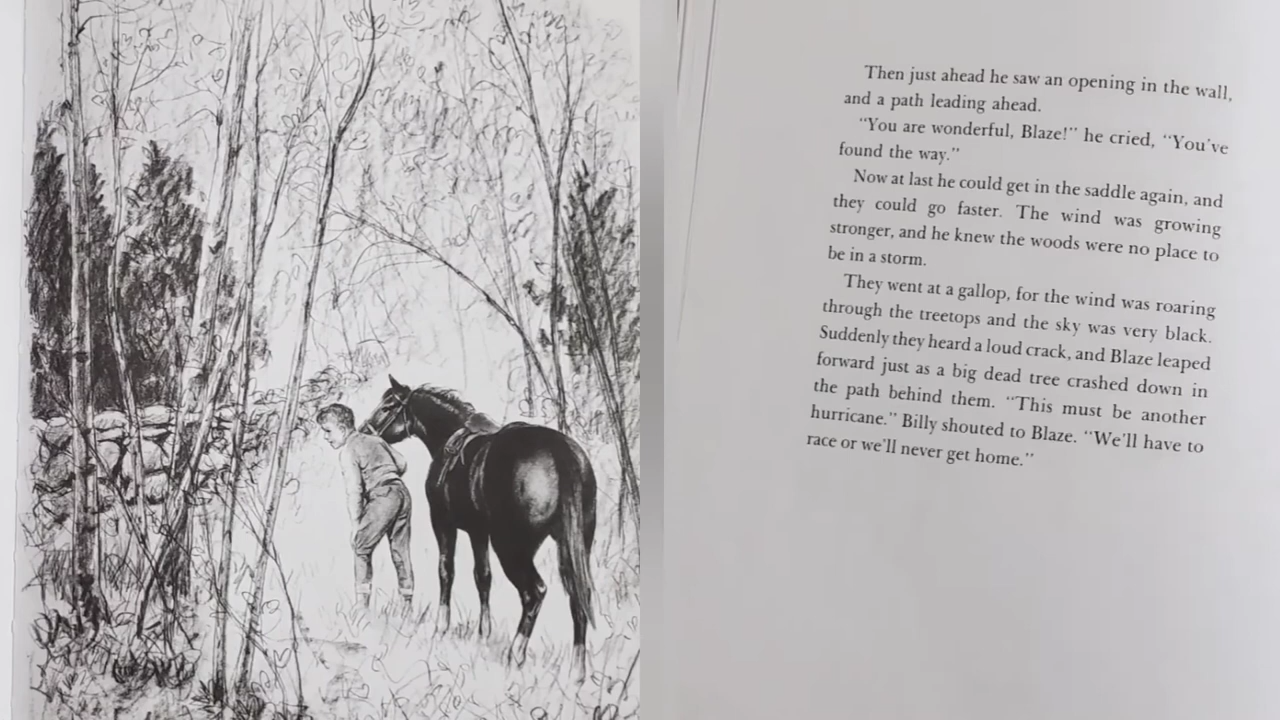 Then just ahead he saw an opening in the wall,
and a path leading ahead.
“You are wonderful, Blaze!” he cried, “You've
found the way.”
Now at last he could get in the saddle again, and
they could go faster. The wind was growing
stronger, and he knew the woods were no place to
be in a storm.
They went at a gallop, for the wind was roaring
through the treetops and the sky was very black.
Suddenly they heard a loud crack, and Blaze leaped
forward just as a big dead tree crashed down in
the path behind them. “This must be another
hurricane.” Billy shouted to Blaze. “We'll have to
race or we'll never get home.”